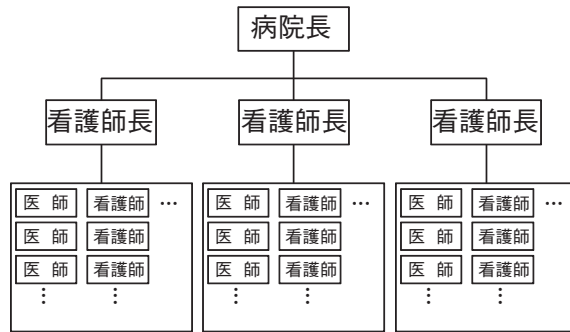 病院長
看護師長 看護師長 看護師長
医 師 看護師 … 医 師 看護師 … 医 師 看護師 …
医 師 看護師 医 師 看護師 医 師 看護師
医 師 看護師 医 師 看護師 医 師 看護師
⋮ ⋮ ⋮ ⋮ ⋮ ⋮